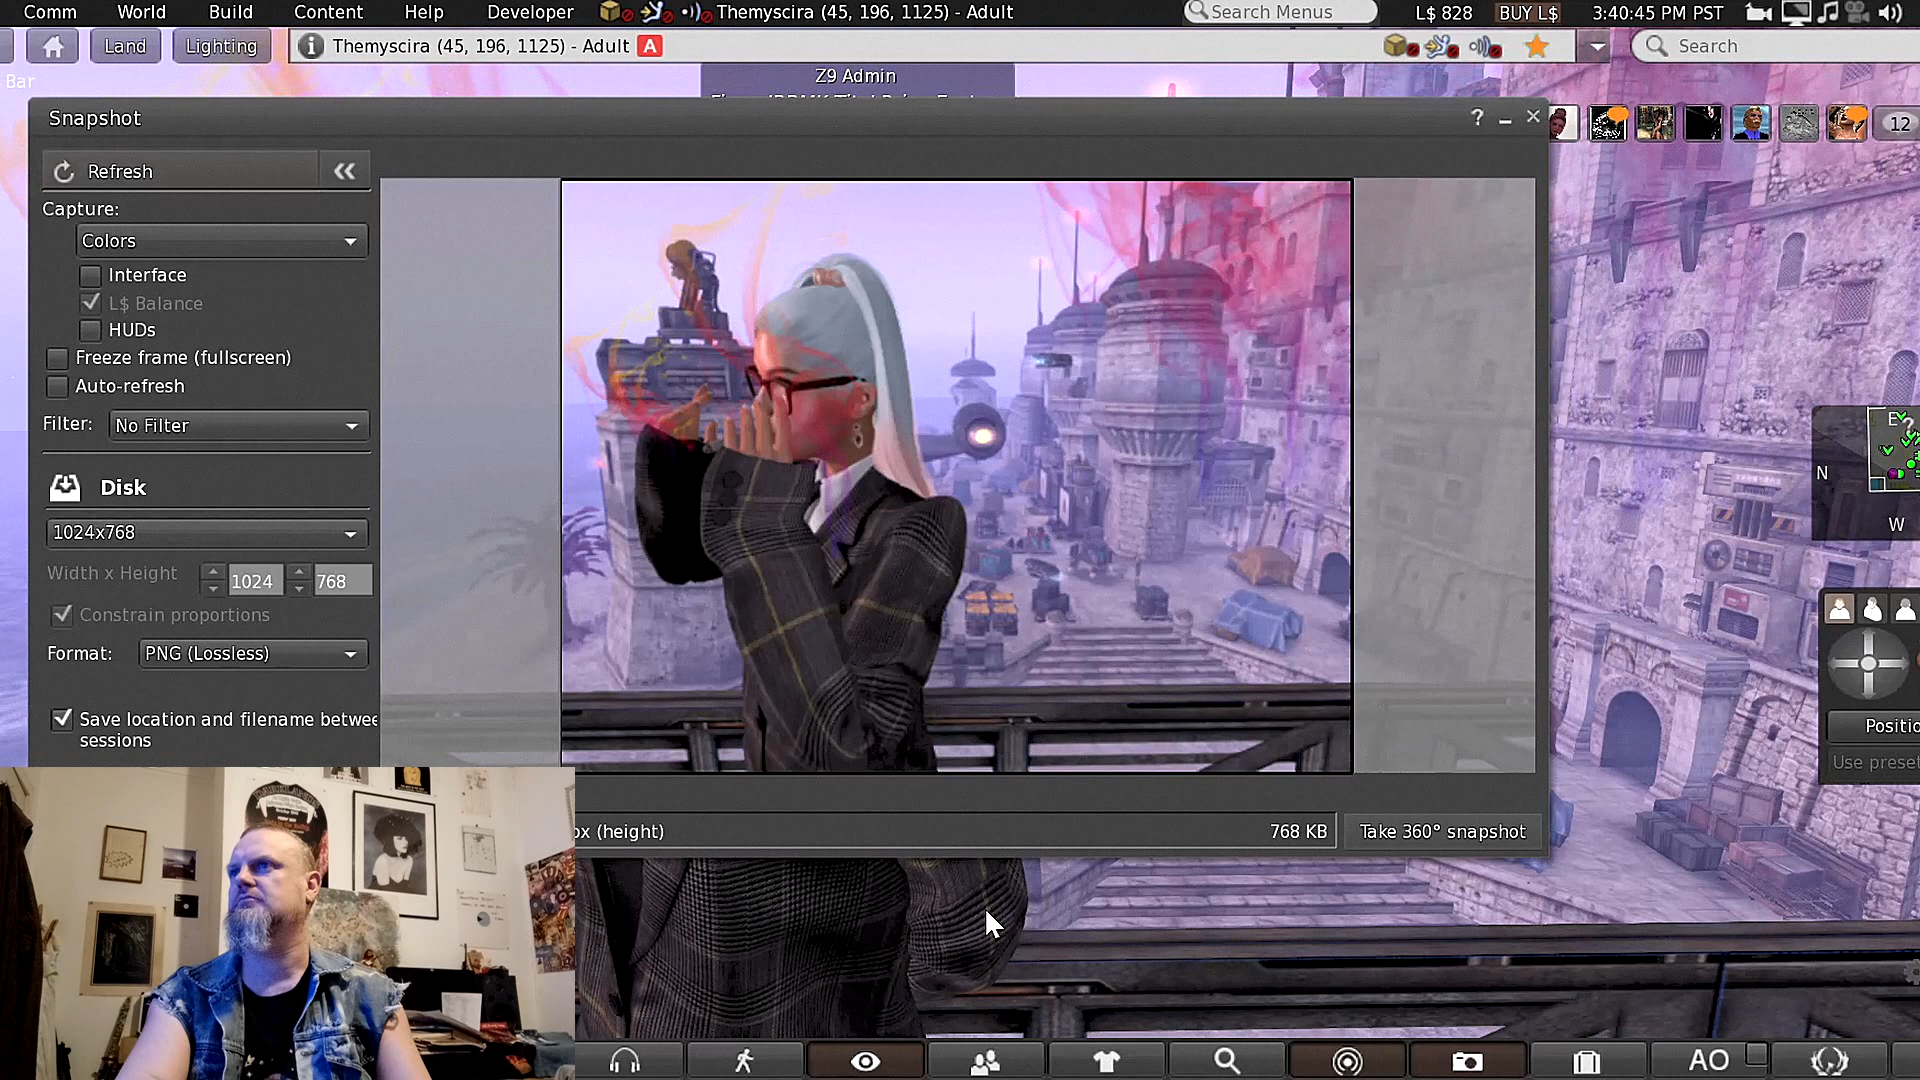 Comm World Build Content Help Developer Themyscira (45, 196, 1125) - Adult Search Menus L$ 828 BUY L$ 3:40:45 PM PST
Land Lighting Themyscira (45, 196, 1125) - Adult A Search
Bar
Z9 Admin
Snapshot ?
12
Refresh
Capture:
Colors
Interface
L$ Balance
HUDs
Freeze frame (fullscreen)
Auto-refresh
Filter: No Filter
E
N
W
Disk
1024x768
Width x Height 1024 768
Constrain proportions
Format: PNG (Lossless)
Positio
Use preset
Save location and filename betwee
sessions
px (height) 768 KB Take 360° snapshot
AO